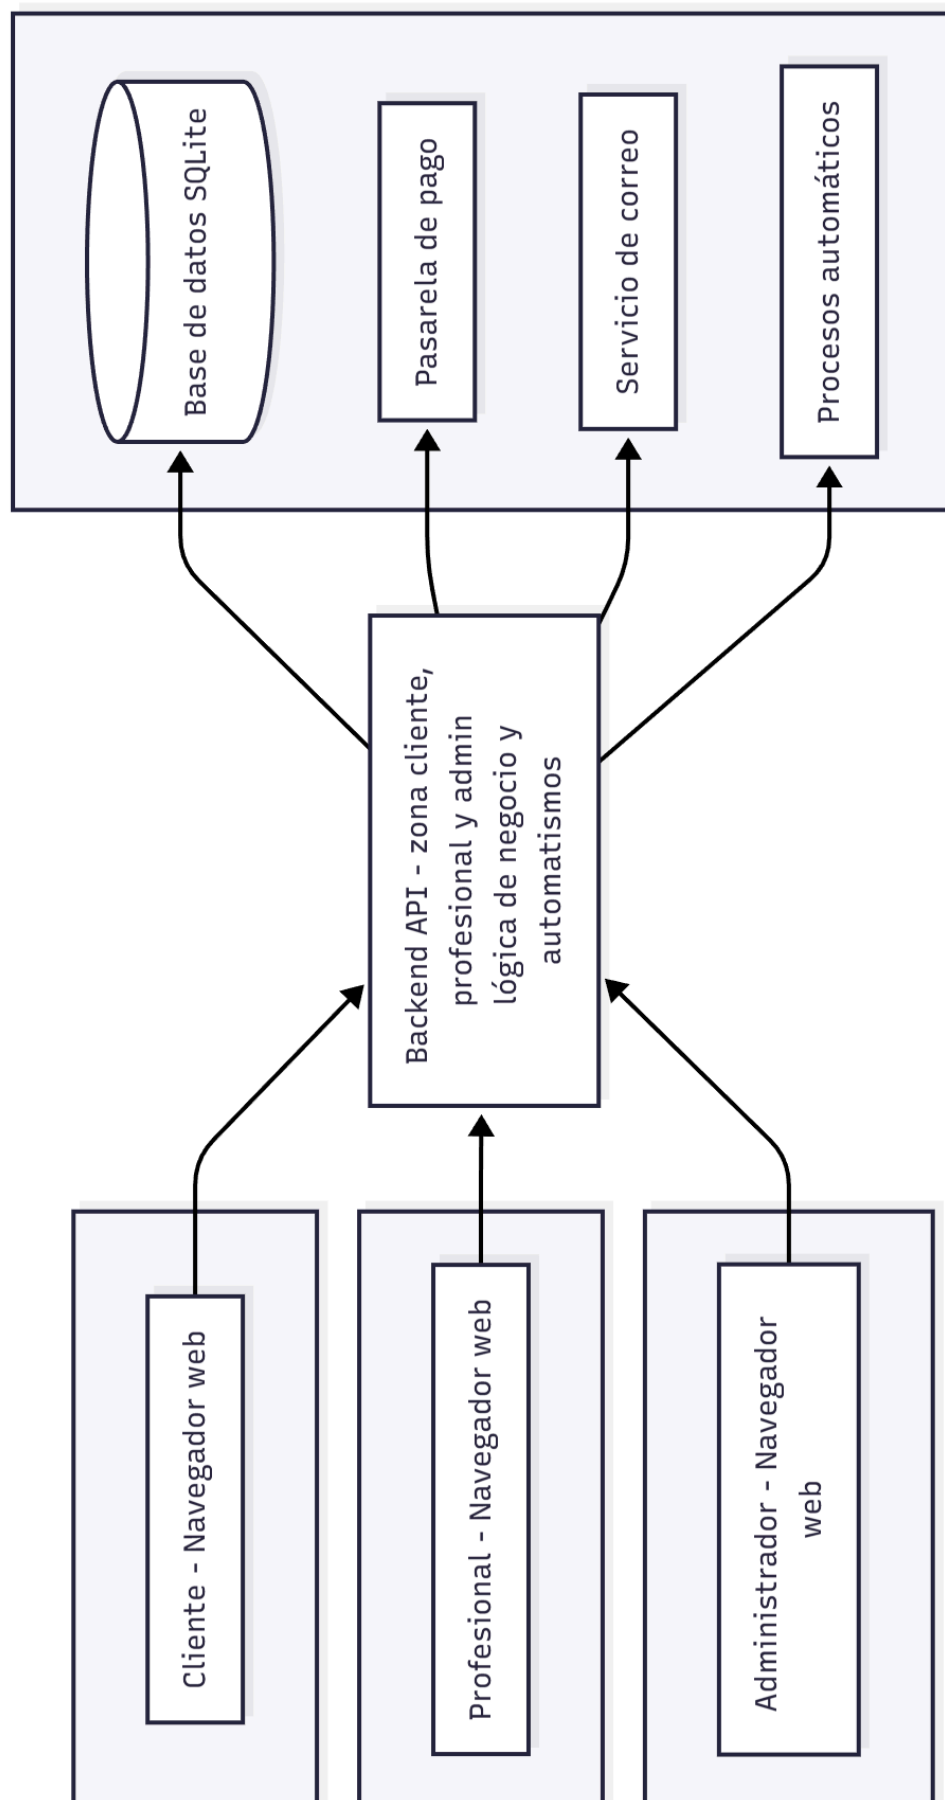 Base de datos SQLite
Pasarela de pago
Servicio de correo
Procesos automáticos
Backend API - zona cliente,
profesional y admin
lógica de negocio y
automatismos
Cliente - Navegador web
Profesional - Navegador web
Administrador - Navegador
web